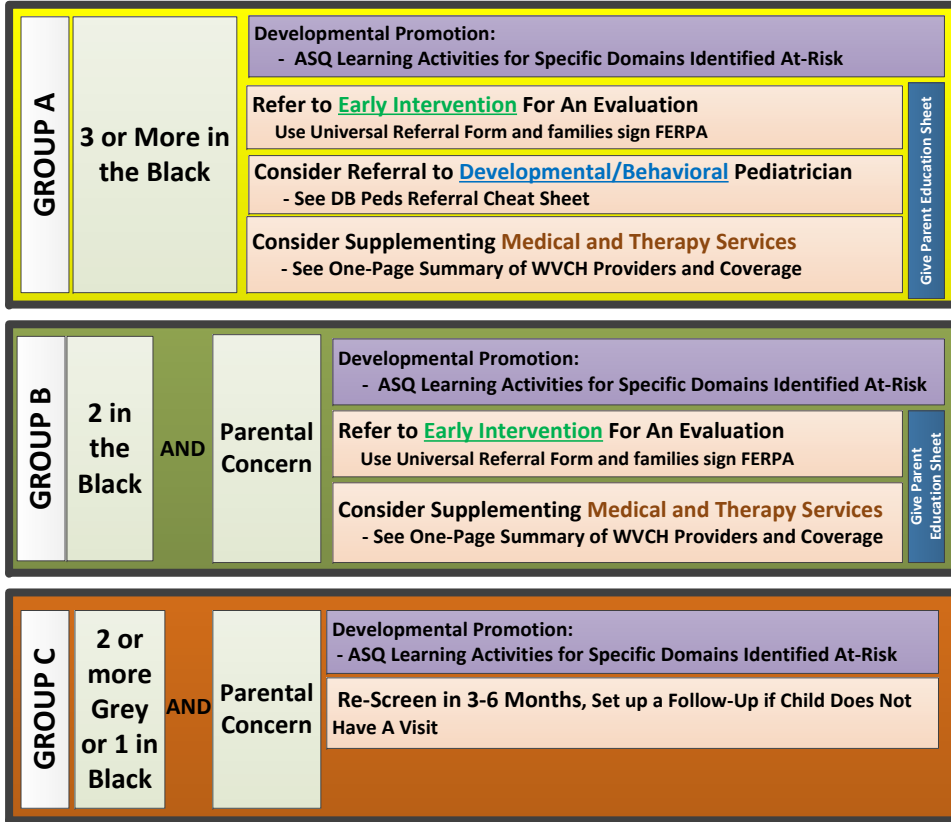 GROUP A
3 or More in
the Black
Developmental Promotion:
- ASQ Learning Activities for Specific Domains Identified At-Risk
Refer to Early Intervention For An Evaluation
Use Universal Referral Form and families sign FERPA
Consider Referral to Developmental/Behavioral Pediatrician
- See DB Peds Referral Cheat Sheet
Consider Supplementing Medical and Therapy Services
- See One-Page Summary of WVCH Providers and Coverage
Give Parent Education Sheet
GROUP B
2 in
the
Black
AND
Parental
Concern
Developmental Promotion:
- ASQ Learning Activities for Specific Domains Identified At-Risk
Refer to Early Intervention For An Evaluation
Use Universal Referral Form and families sign FERPA
Consider Supplementing Medical and Therapy Services
- See One-Page Summary of WVCH Providers and Coverage
Give Parent
Education Sheet
GROUP C
2 or
more
Grey
or 1 in
Black
AND
Parental
Concern
Developmental Promotion:
- ASQ Learning Activities for Specific Domains Identified At-Risk
Re-Screen in 3-6 Months, Set up a Follow-Up if Child Does Not
Have A Visit